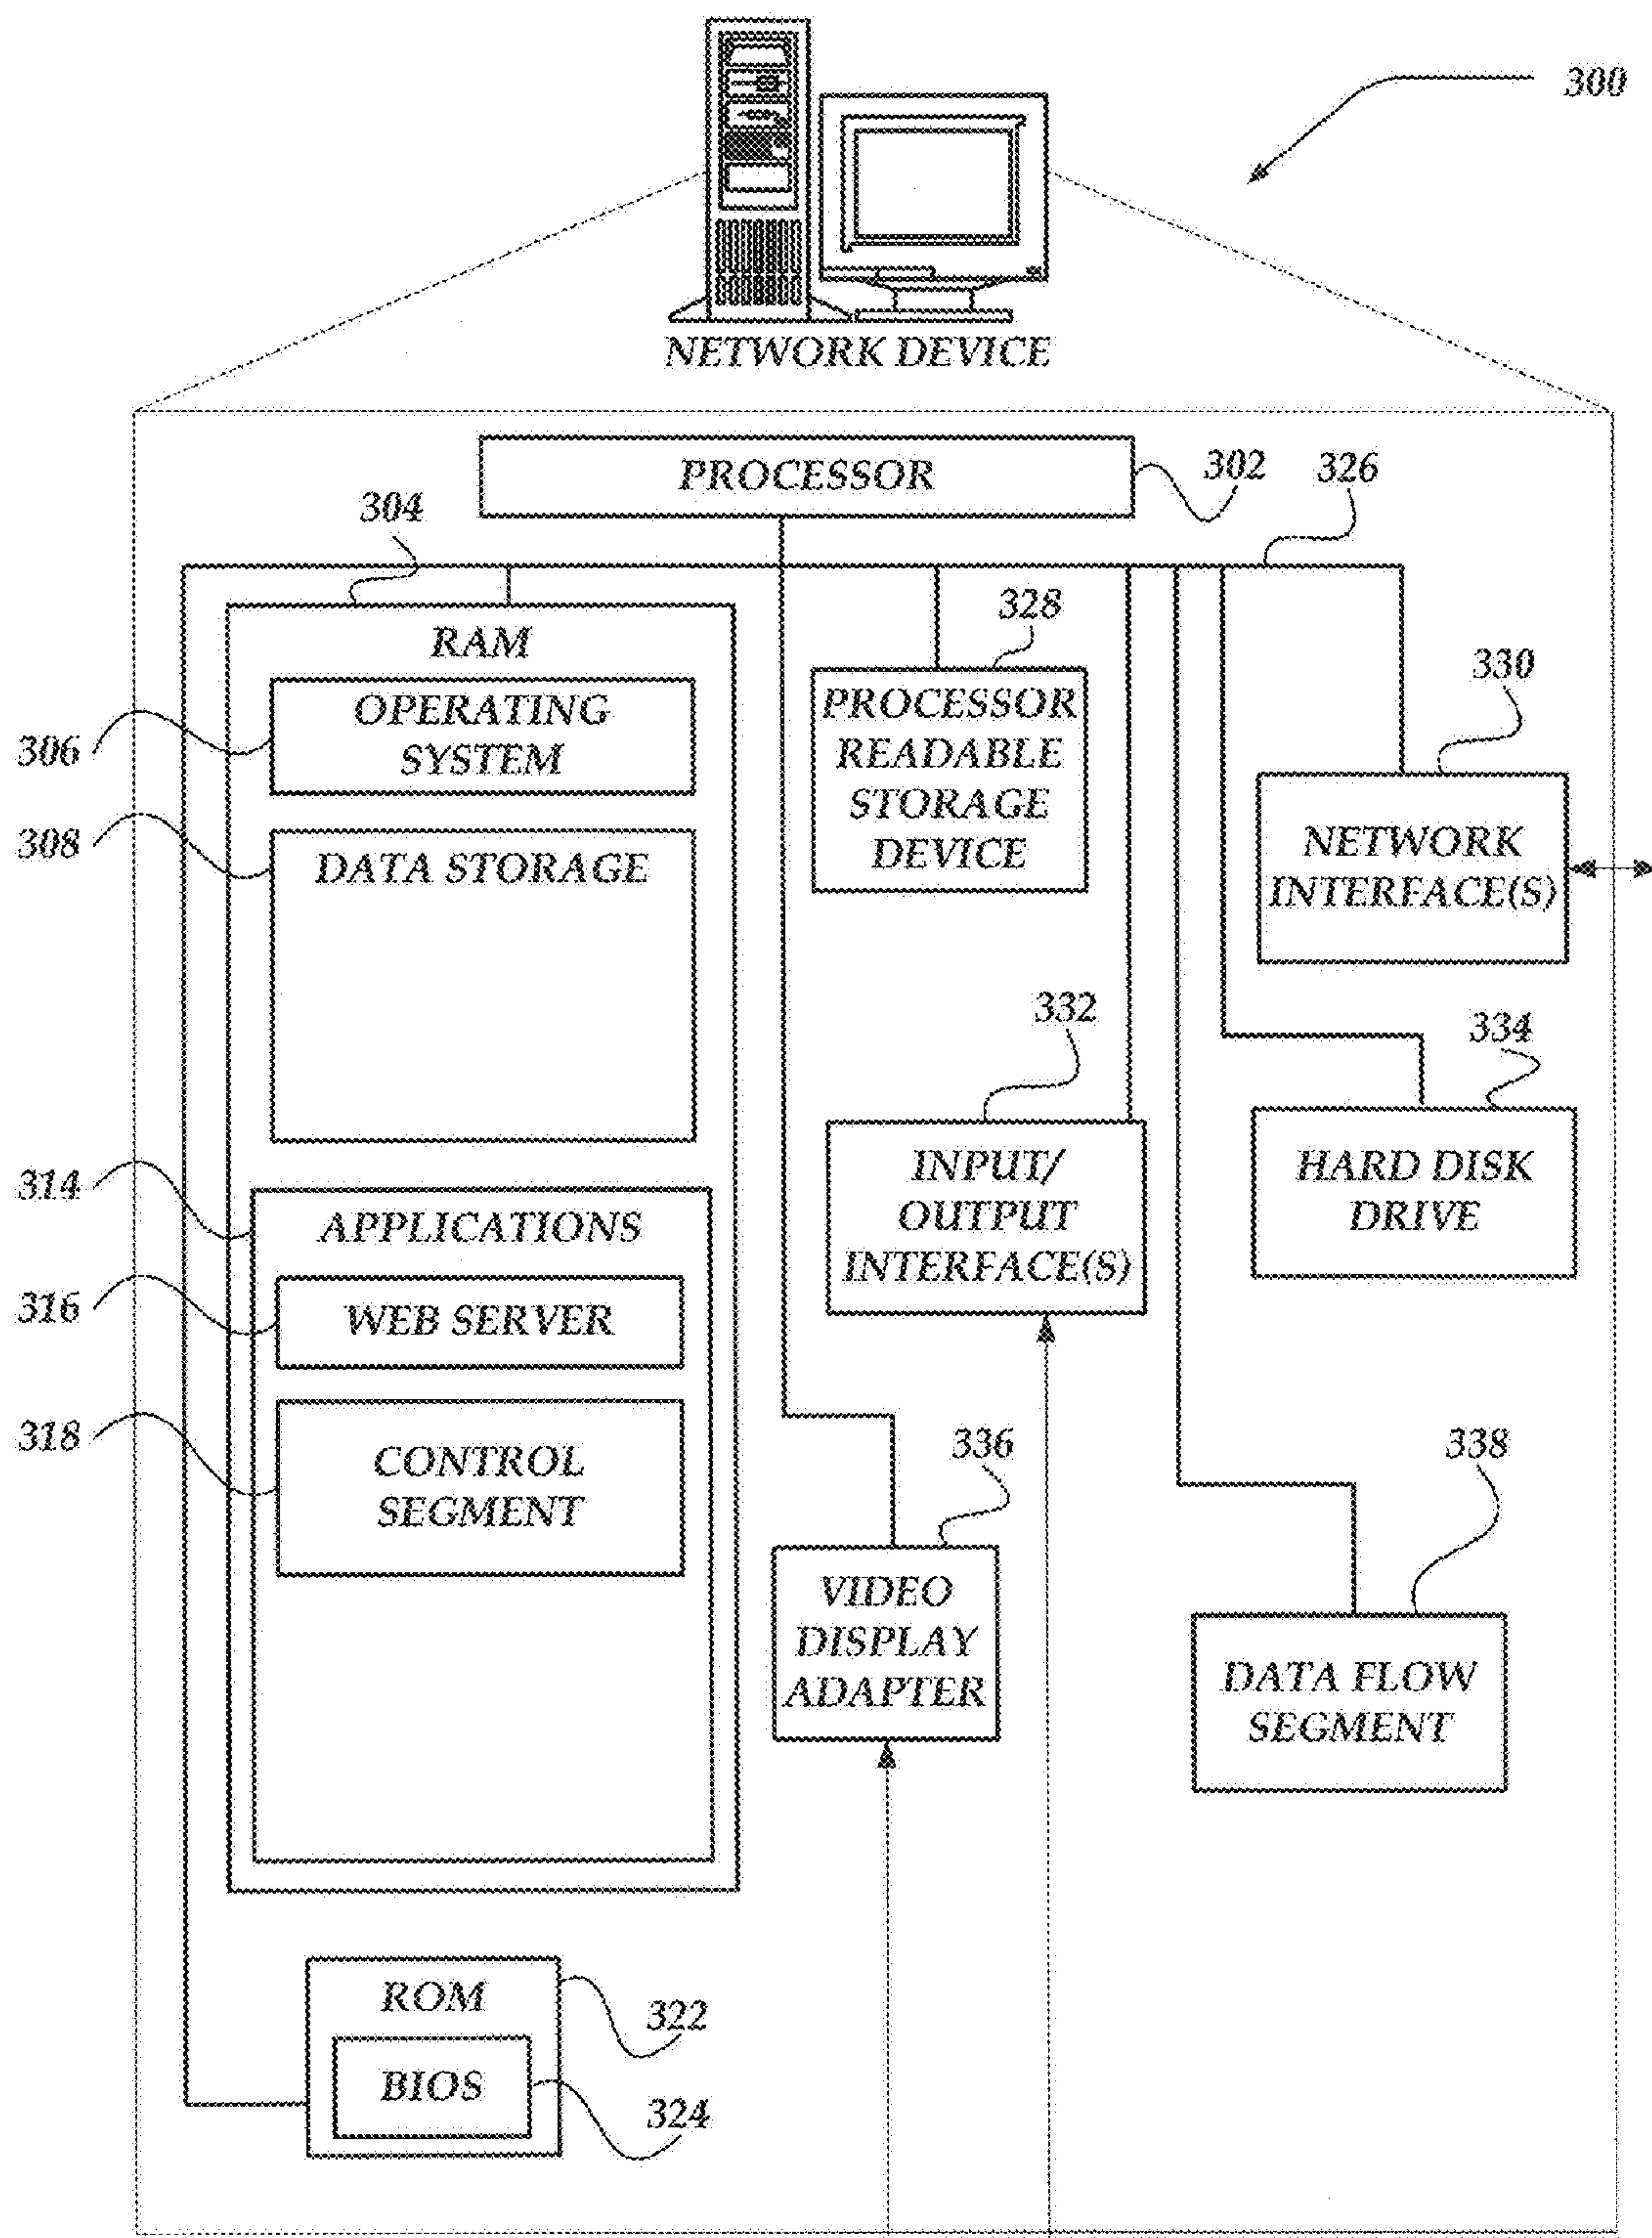 300
NETWORK DEVICE
PROCESSOR
302
326
304
RAM
328
OPERATING
SYSTEM
306
PROCESSOR
READABLE
STORAGE
DEVICE
330
308
DATA STORAGE
NETWORK
INTERFACE(S)
332
334
314
APPLICATIONS
INPUT/
OUTPUT
INTERFACE(S)
HARD DISK
DRIVE
316
WEB SERVER
318
CONTROL
SEGMENT
336
338
VIDEO
DISPLAY
ADAPTER
DATA FLOW
SEGMENT
ROM
322
BIOS
324